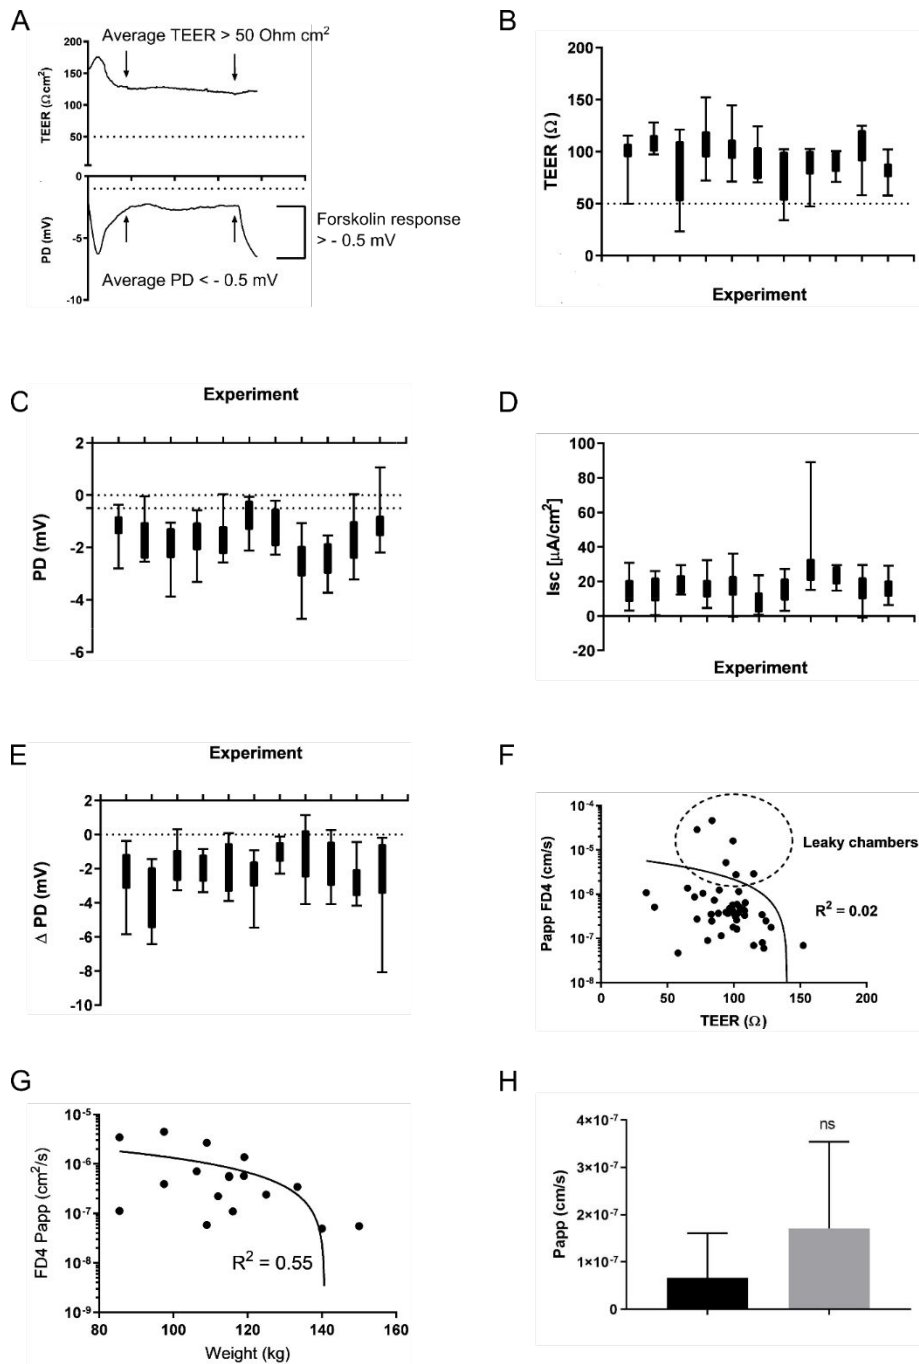 A
Average TEER > 50 Ohm cm²
200
150
100
50
TEER (Ω cm²)
0
-5
-10
PD (mV)
Forskolin response
> - 0.5 mV
Average PD < - 0.5 mV
B
200
150
100
50
0
TEER (Ω)
Experiment
C
Experiment
2
0
-2
-4
-6
PD (mV)
D
100
80
60
40
20
0
-20
Isc [µA/cm²]
Experiment
E
Experiment
2
0
-2
-4
-6
-8
-10
Δ PD (mV)
F
10⁻⁴
10⁻⁵
10⁻⁶
10⁻⁷
10⁻⁸
Papp FD4 (cm/s)
Leaky chambers
R² = 0.02
0 50 100 150 200
TEER (Ω)
G
10⁻⁵
10⁻⁶
10⁻⁷
10⁻⁸
10⁻⁹
FD4 Papp (cm²/s)
R² = 0.55
80 100 120 140 160
Weight (kg)
H
4×10⁻⁷
3×10⁻⁷
2×10⁻⁷
1×10⁻⁷
0
Papp (cm/s)
ns